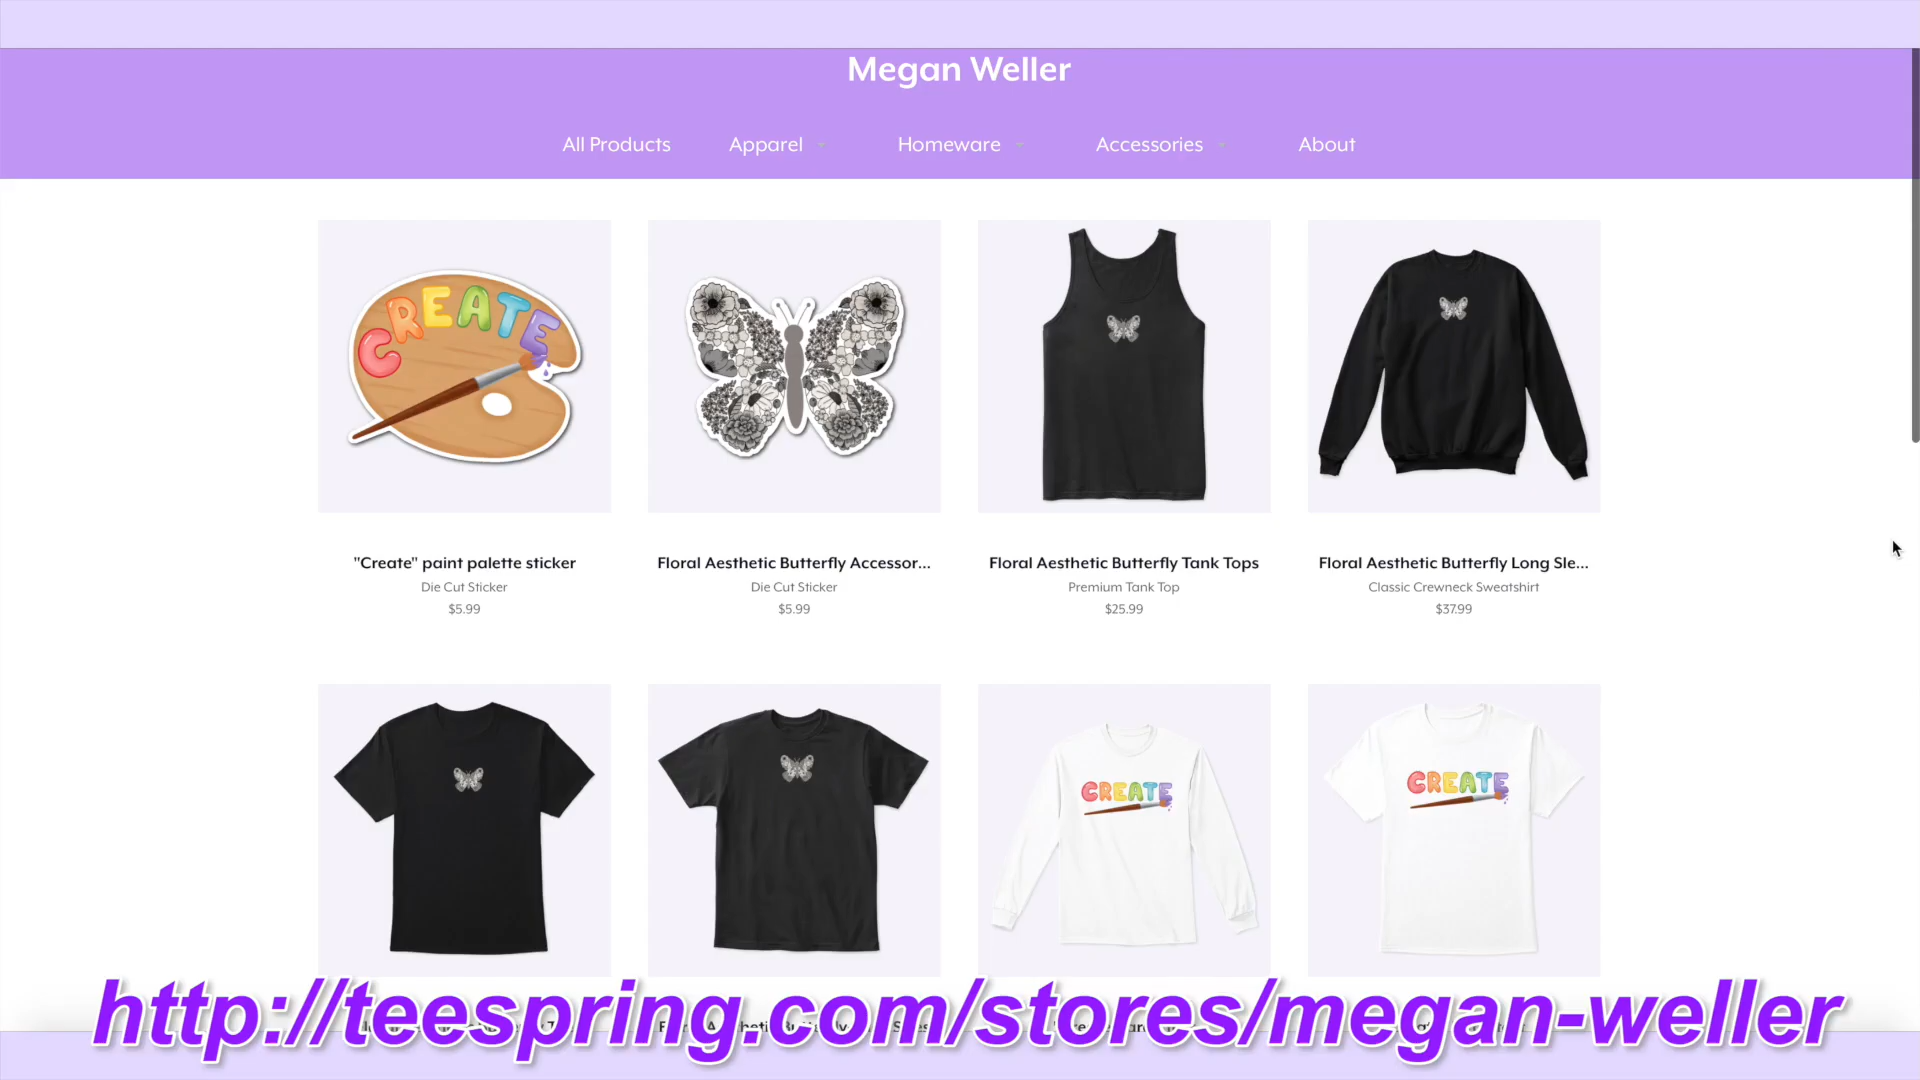 Megan Weller
All Products
Apparel
Homeware
Accessories
About
CREATE
"Create" paint palette sticker
Die Cut Sticker
$5.99
Floral Aesthetic Butterfly Accessor...
Die Cut Sticker
$5.99
Floral Aesthetic Butterfly Tank Tops
Premium Tank Top
$25.99
Floral Aesthetic Butterfly Long Sle...
Classic Crewneck Sweatshirt
$37.99
CREATE
CREATE
http://teespring.com/stores/megan-weller